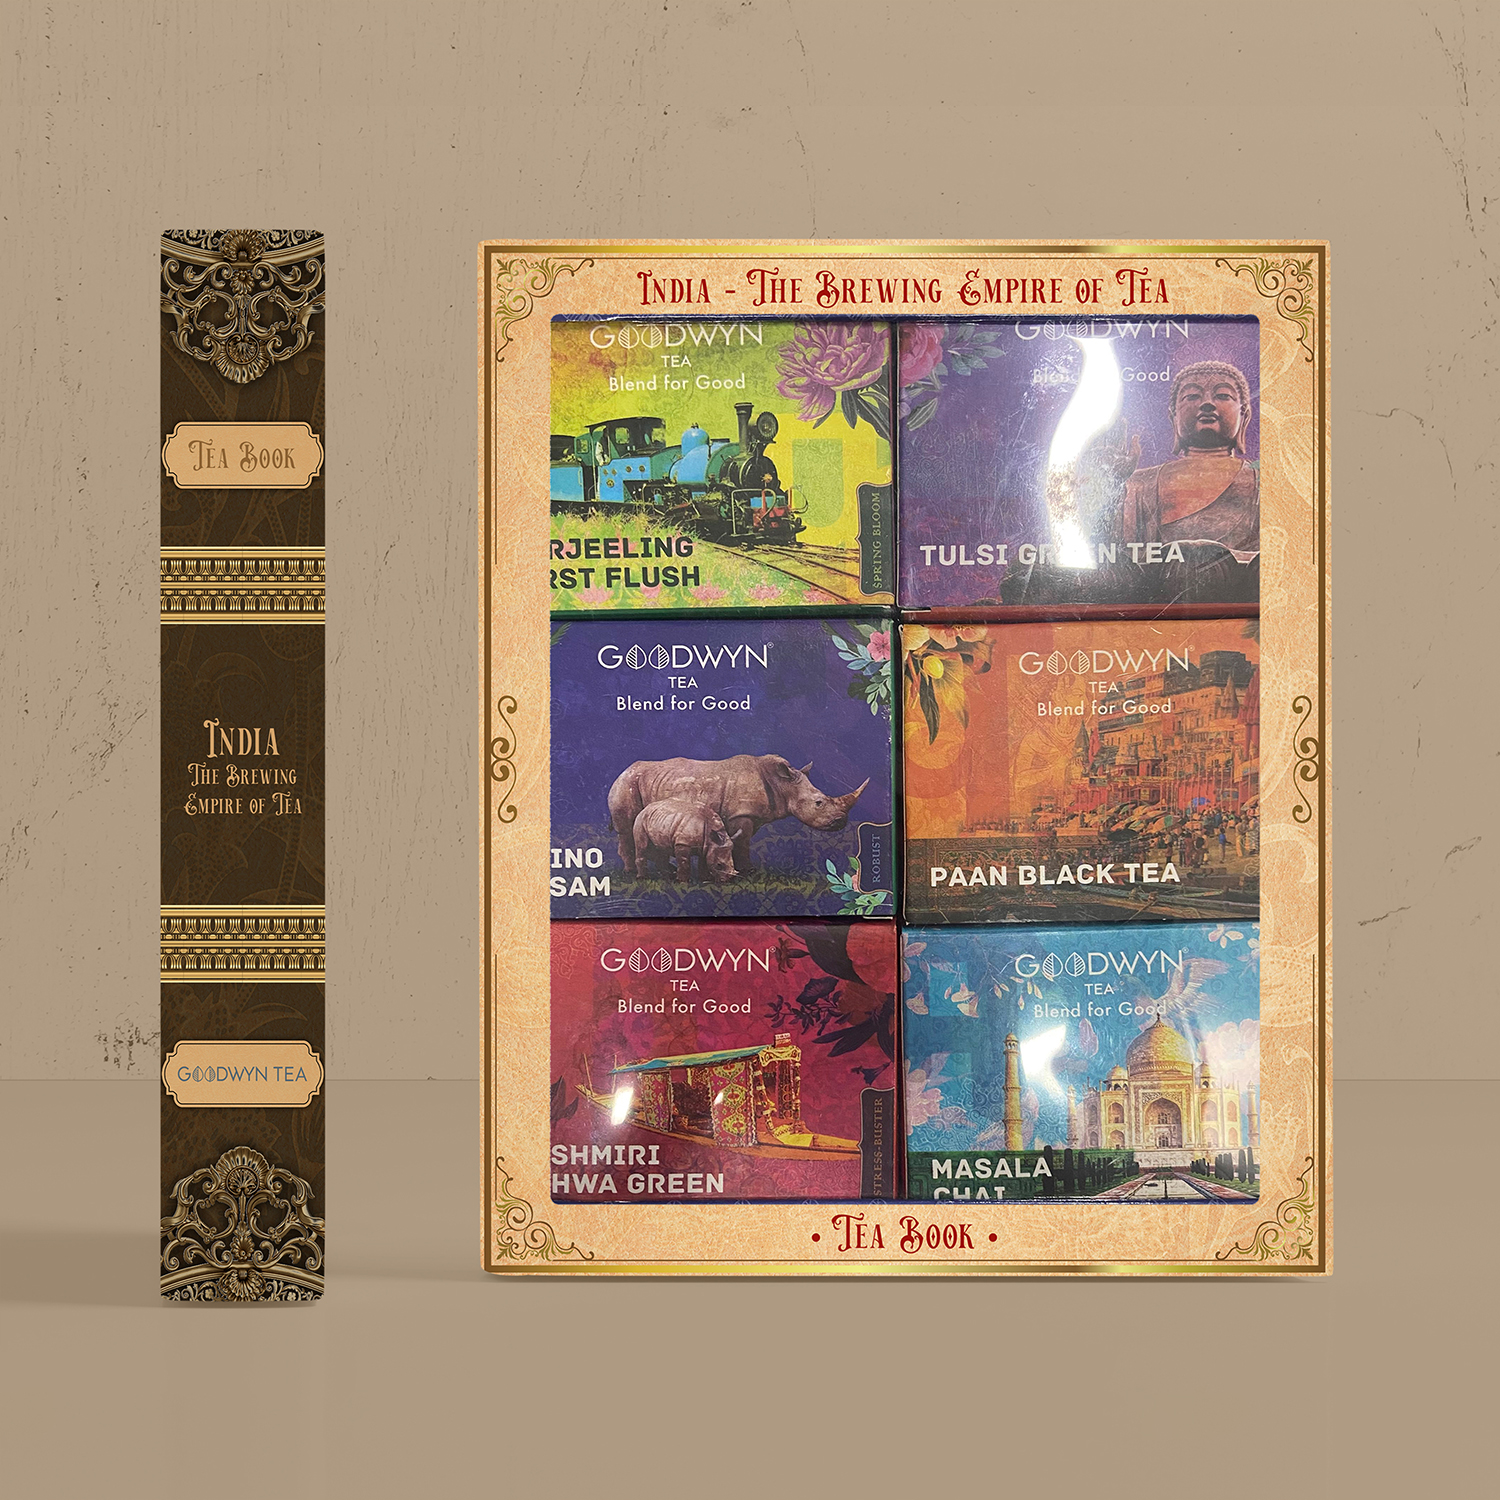 TEA BOOK
INDIA
THE BREWING
EMPIRE OF TEA
GOODWYN TEA
INDIA - THE BREWING EMPIRE OF TEA
GOODWYN
TEA
Blend for Good
RJEELING
RST FLUSH
SPRING BLOOM
GOODWYN
Good
TULSI GREEN TEA
GOODWYN®
TEA
Blend for Good
INO
SAM
ROBUST
GOODWYN®
TEA
Blend for Good
PAAN BLACK TEA
GOODWYN®
TEA
Blend for Good
SHMIRI
HWA GREEN
STRESS-BUSTER
GOODWYN®
TEA
Blend for Good
MASALA
CHAI
• TEA BOOK •